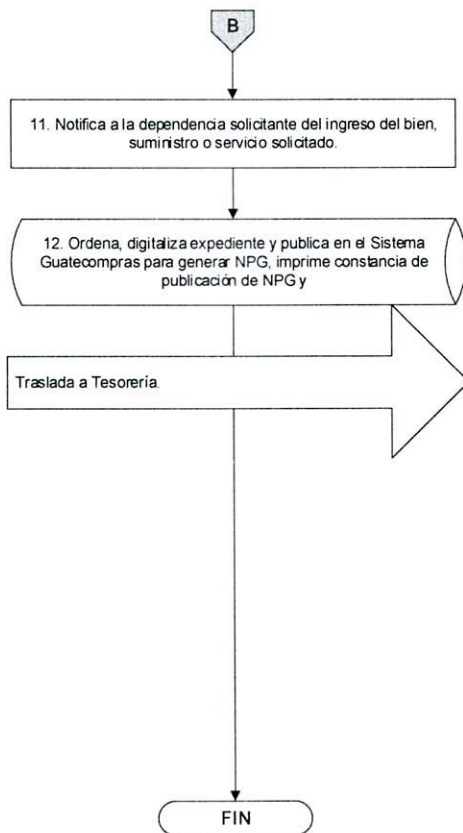 B
11. Notifica a la dependencia solicitante del ingreso del bien,
suministro o servicio solicitado.
12. Ordena, digitaliza expediente y publica en el Sistema
Guatecompras para generar NPG, imprime constancia de
publicación de NPG y
Traslada a Tesorería.
FIN